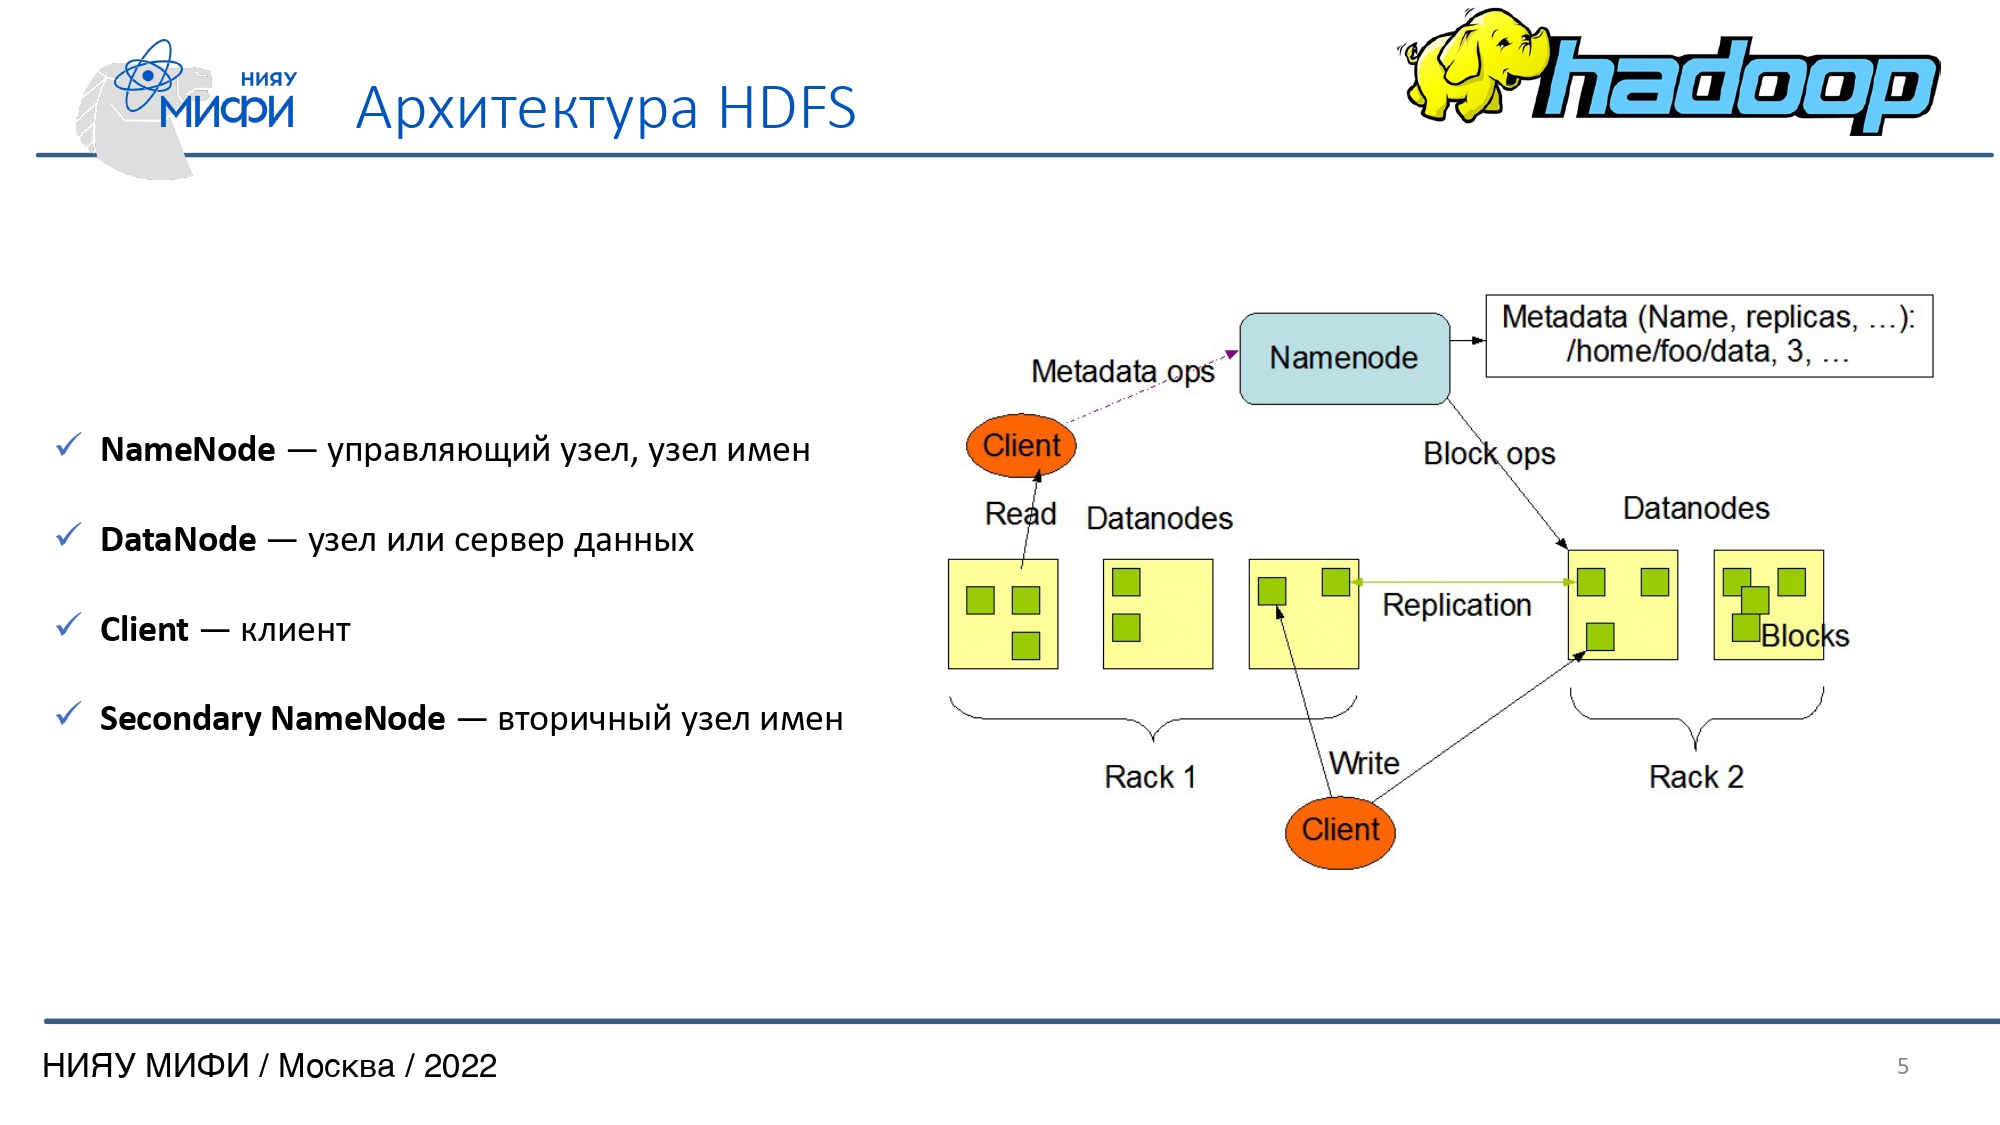 НИЯУ
МИФИ
Архитектура HDFS
hadoop
NameNode — управляющий узел, узел имен
DataNode — узел или сервер данных
Client — клиент
Secondary NameNode — вторичный узел имен
Metadata (Name, replicas, ...):
/home/foo/data, 3, ...
Namenode
Metadata ops
Client
Block ops
Read
Datanodes
Datanodes
Replication
Blocks
Rack 1
Write
Rack 2
Client
НИЯУ МИФИ / Москва / 2022
5